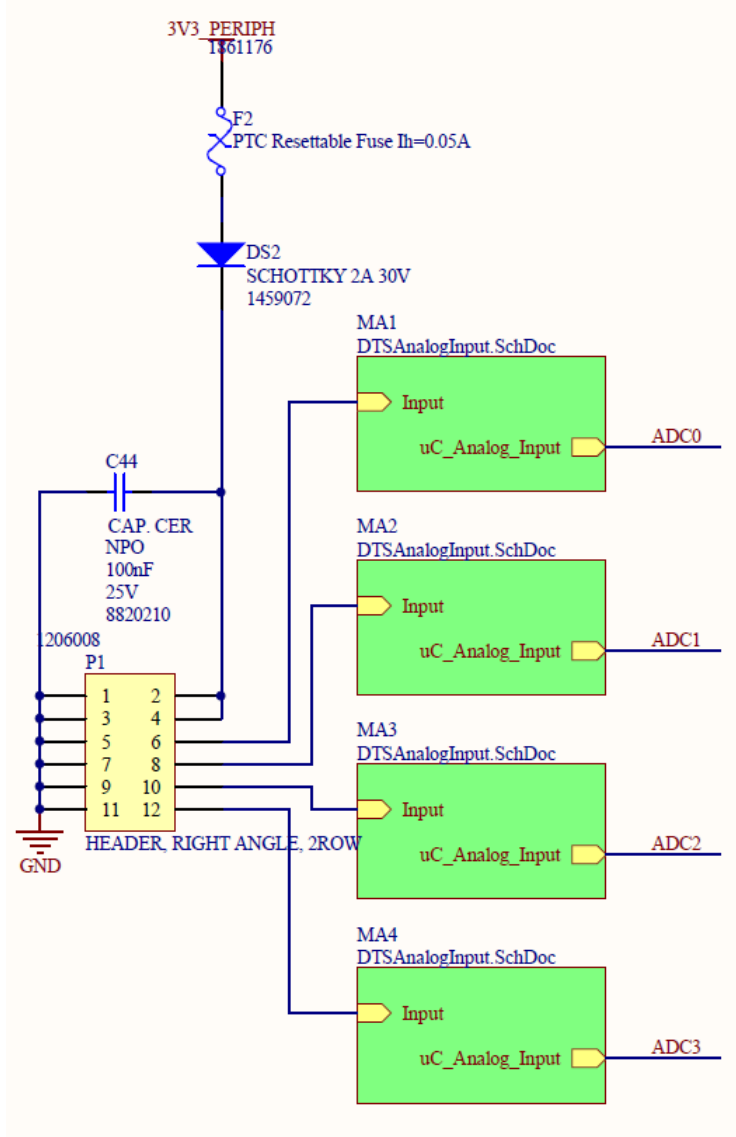 3V3_PERIPH
1861176
F2
PTC Resettable Fuse Ih=0.05A
DS2
SCHOTTKY 2A 30V
1459072
MA1
DTSAnalogInput.SchDoc
Input
uC_Analog_Input
ADC0
C44
CAP. CER
NPO
100nF
25V
8820210
MA2
DTSAnalogInput.SchDoc
Input
uC_Analog_Input
ADC1
1206008
P1
1 2
3 4
5 6
7 8
9 10
11 12
HEADER, RIGHT ANGLE, 2ROW
GND
MA3
DTSAnalogInput.SchDoc
Input
uC_Analog_Input
ADC2
MA4
DTSAnalogInput.SchDoc
Input
uC_Analog_Input
ADC3